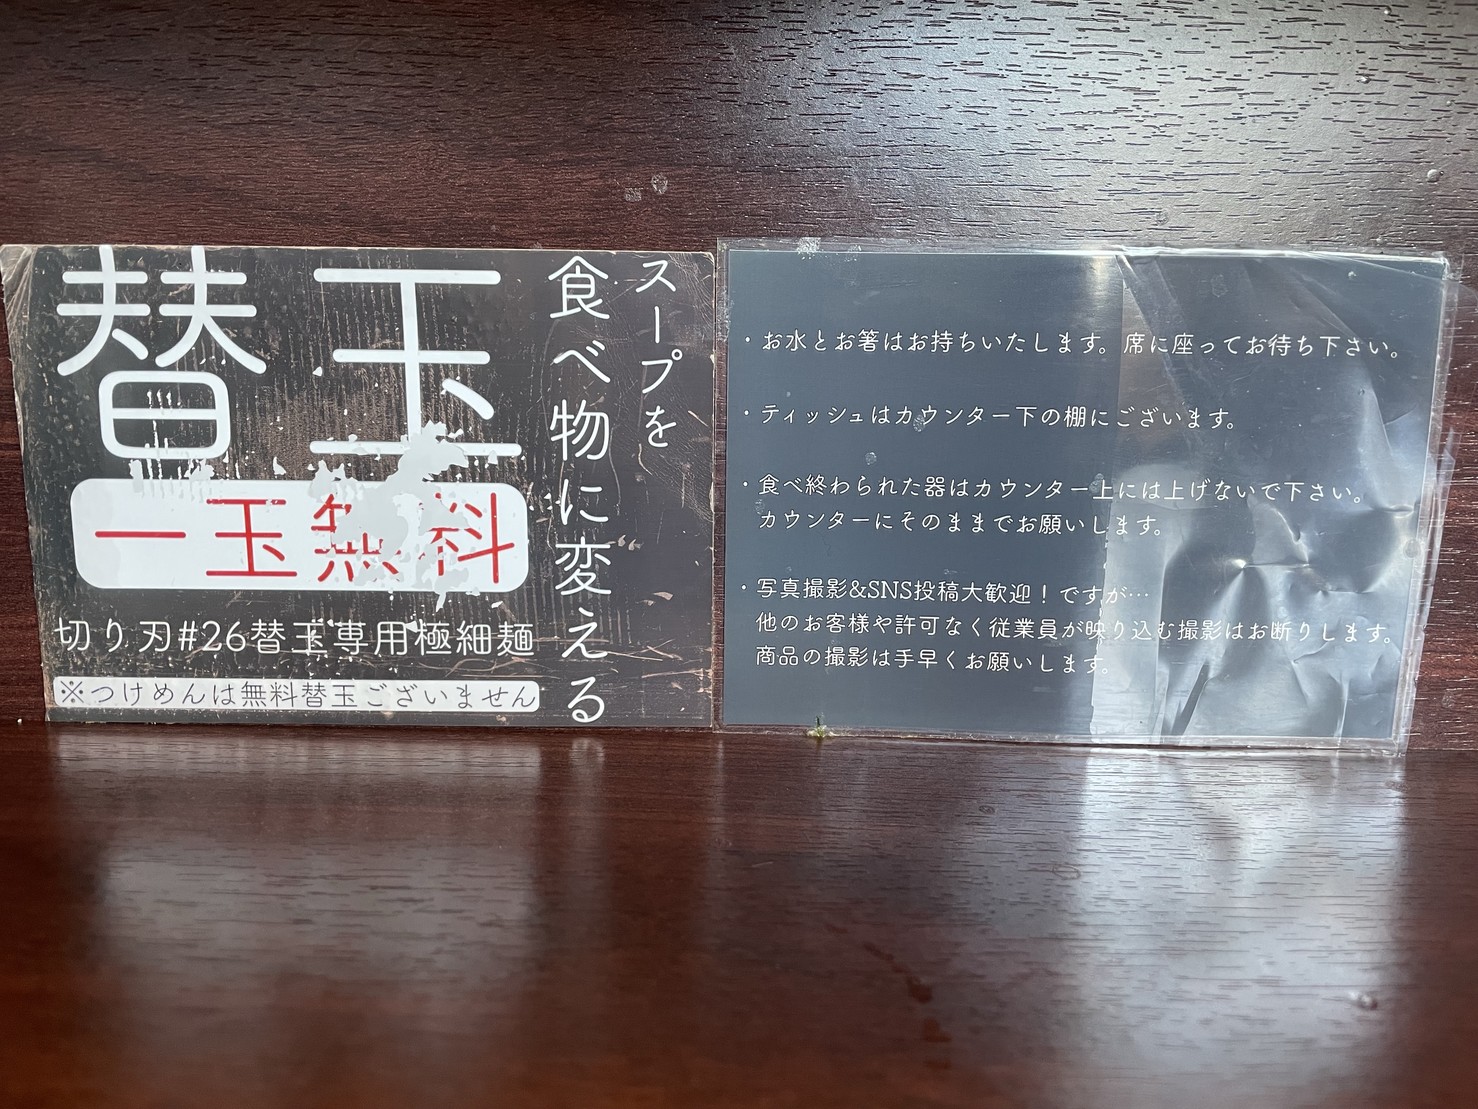 スープを
食べ物に変える
替玉
一玉無料
切り刃#26替玉専用極細麺
※つけめんは無料替玉ございません
・お水とお箸はお持ちいたします。席に座ってお待ち下さい。
・ティッシュはカウンター下の棚にございます。
・食べ終わられた器はカウンター上には上げないで下さい。
カウンターにそのままでお願いします。
・写真撮影&SNS投稿大歓迎！ですが…
他のお客様や許可なく従業員が映り込む撮影はお断りします。
商品の撮影は手早くお願いします。